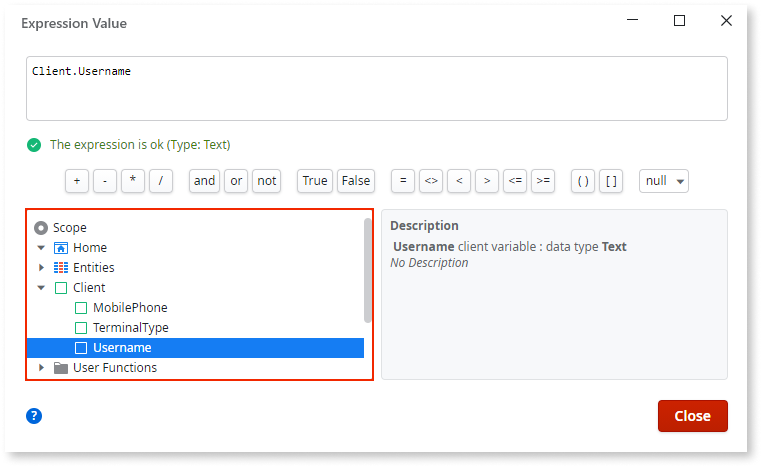 Expression Value
Client.Username
The expression is ok (Type: Text)
+ - * / and or not True False = <> < > <= >= ( ) [ ] null
Scope
Home
Entities
Client
MobilePhone
TerminalType
Username
User Functions
Description
Username client variable : data type Text
No Description
?
Close